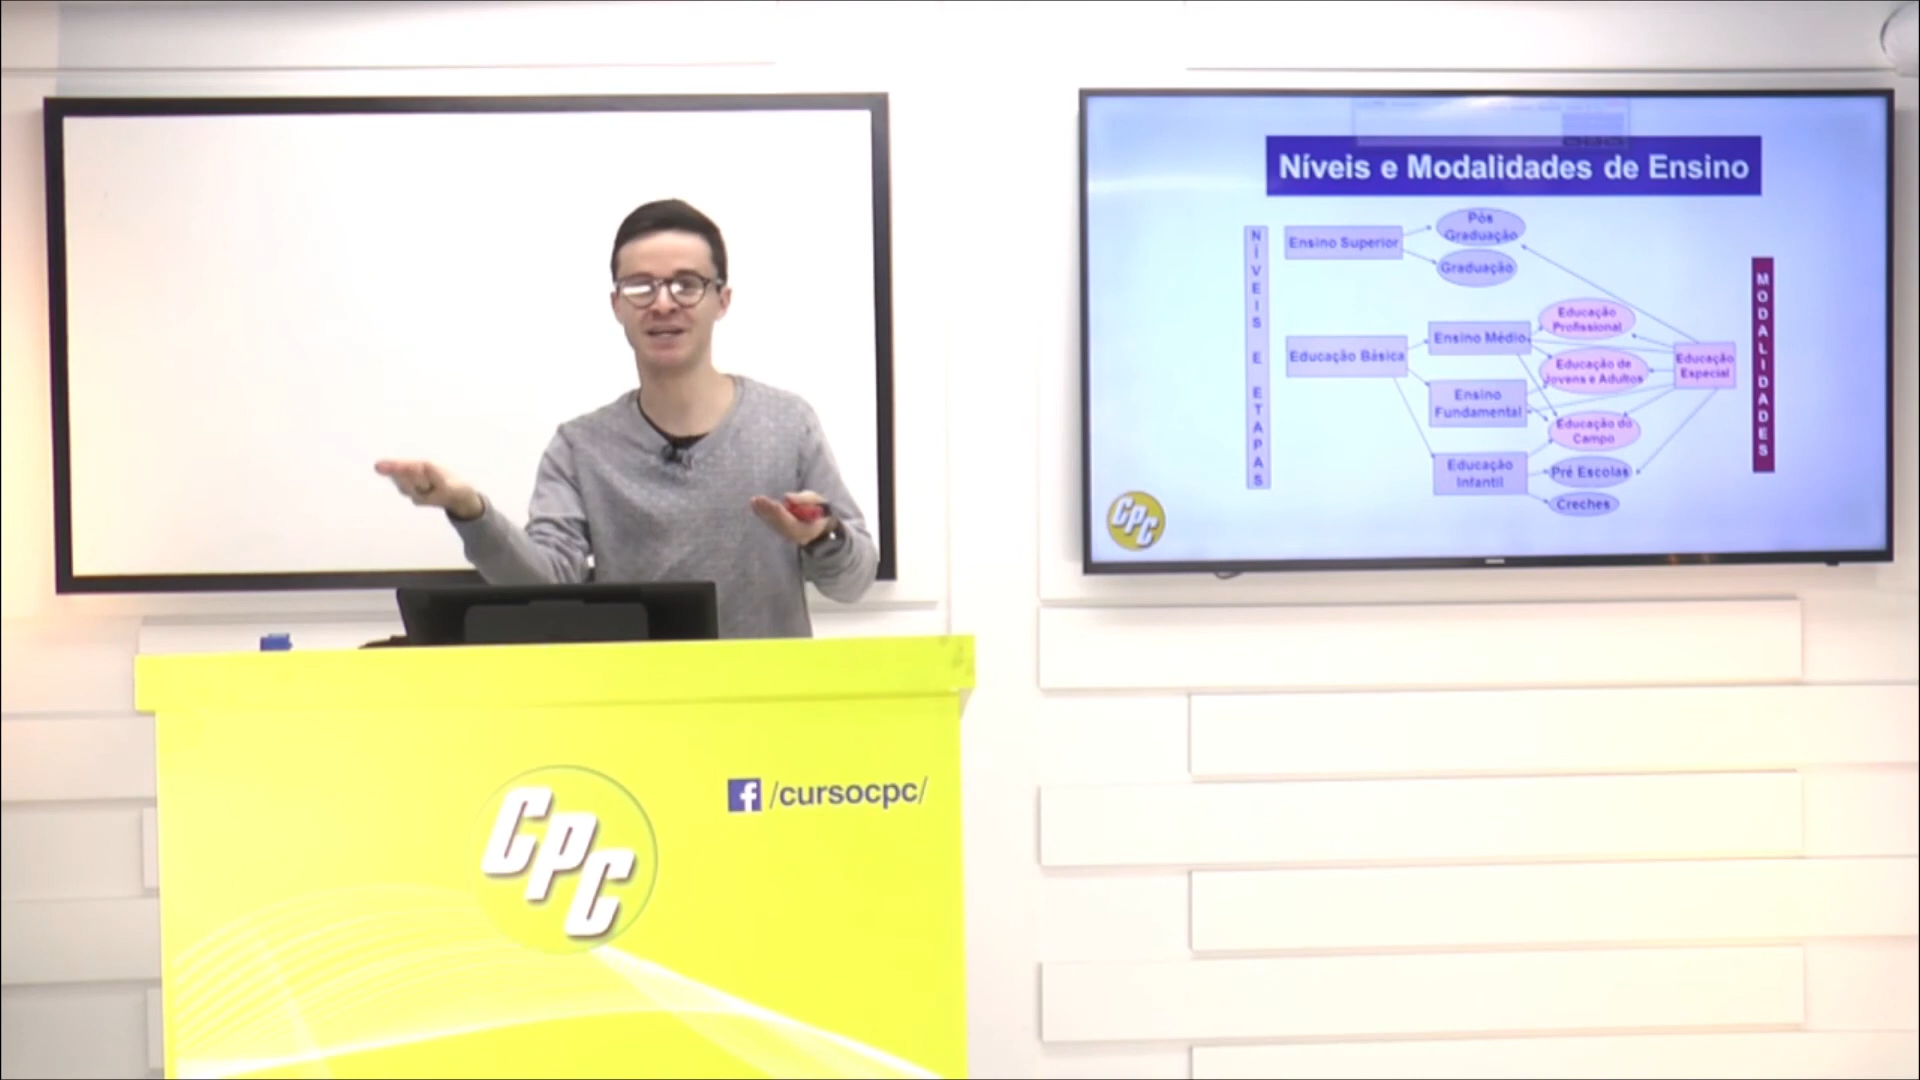 Níveis e Modalidades de Ensino
NÍVEIS E ETAPAS
Ensino Superior
Pós
Graduação
Graduação
Educação Básica
Ensino Médio
Ensino
Fundamental
Educação
Infantil
Educação
Profissional
Educação de
Jovens e Adultos
Educação do
Campo
Pré Escolas
Creches
Educação
Especial
MODALIDADES
CPC
/cursocpc/
CPC